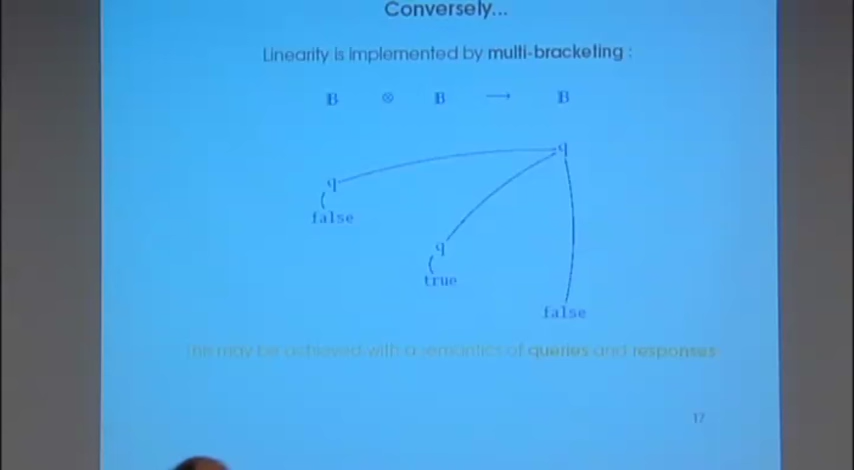 Conversely...
Linearity is implemented by multi-bracketing :
B ⊗ B ⟶ B
q
q
false
q
true
false
This may be achieved with a semantics of queries and responses
17